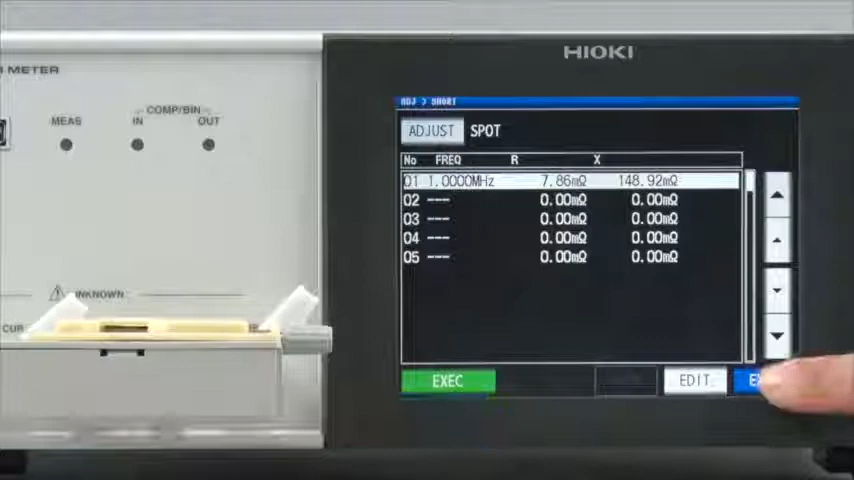 METER
MEAS
COMP/BIN
IN
OUT
UNKNOWN
CUR
HIOKI
ADJ > SHORT
ADJUST SPOT
No FREQ R X
01 1.0000MHz 7.86mΩ 148.92mΩ
02 --- 0.00mΩ 0.00mΩ
03 --- 0.00mΩ 0.00mΩ
04 --- 0.00mΩ 0.00mΩ
05 --- 0.00mΩ 0.00mΩ
EXEC
EDIT